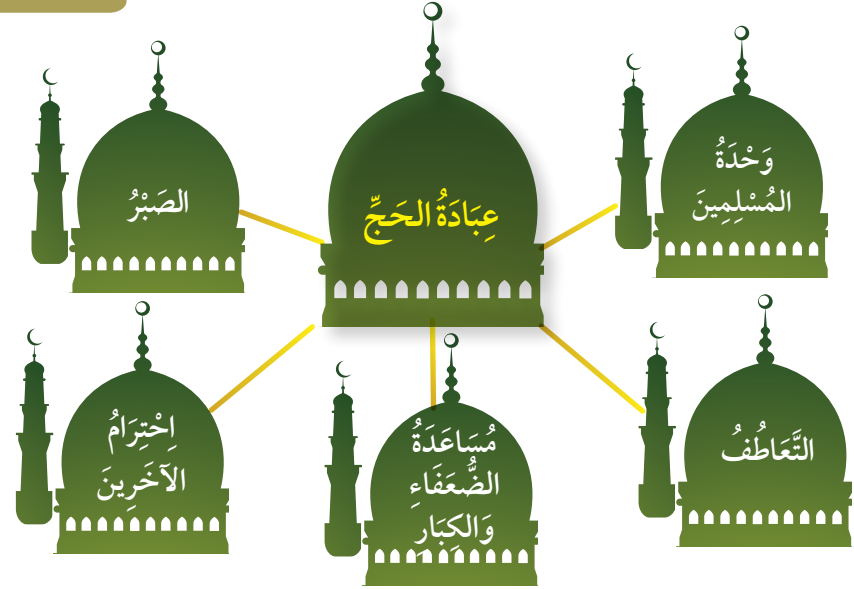 عِبَادَةُ الحَجِّ
وَحْدَةُ
المُسْلِمِينَ
الصَبْرُ
التَّعَاطُفُ
مُسَاعَدَةُ
الضُّعَفَاءِ
وَالكِبَارِ
اِحْتِرَامُ
الآخَرِينَ